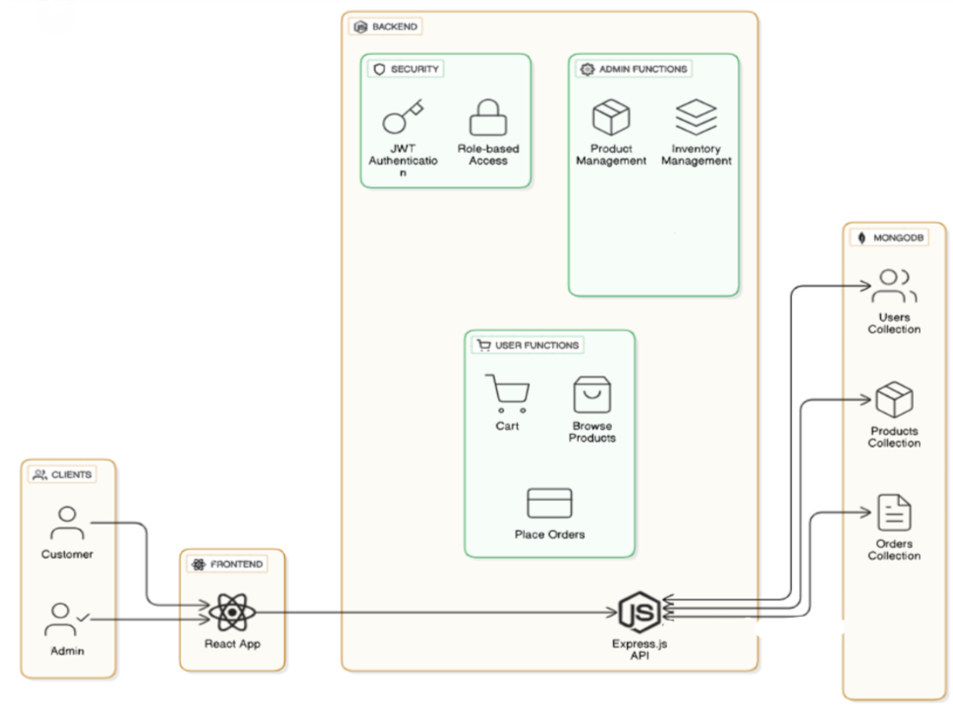 BACKEND
SECURITY
JWT
Authenticatio
n
Role-based
Access
ADMIN FUNCTIONS
Product
Management
Inventory
Management
MONGODB
Users
Collection
Products
Collection
Orders
Collection
USER FUNCTIONS
Cart
Browse
Products
Place Orders
CLIENTS
Customer
Admin
FRONTEND
React App
JS
Express.js
API